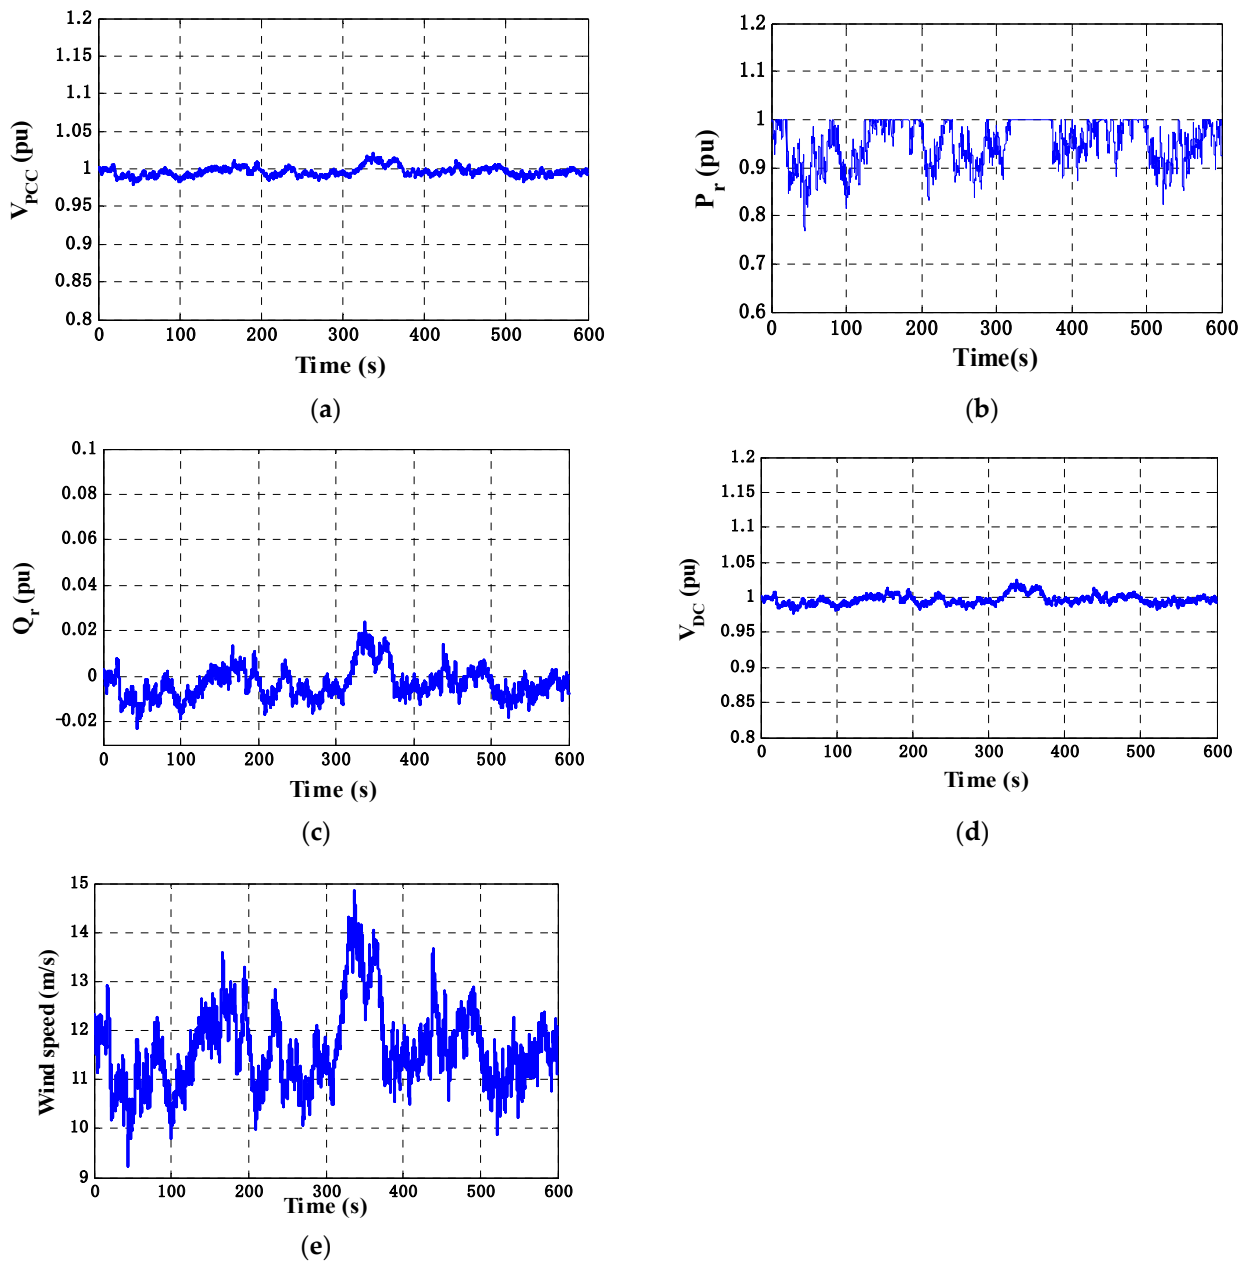 1.2
1.15
1.1
1.05
1
0.95
0.9
0.85
0.8
V_PCC (pu)
0 100 200 300 400 500 600
Time (s)
(a)
1.2
1.1
1
0.9
0.8
0.7
0.6
P_r (pu)
0 100 200 300 400 500 600
Time(s)
(b)
0.1
0.08
0.06
0.04
0.02
0
-0.02
Q_r (pu)
0 100 200 300 400 500 600
Time (s)
(c)
1.2
1.15
1.1
1.05
1
0.95
0.9
0.85
0.8
V_DC (pu)
0 100 200 300 400 500 600
Time (s)
(d)
15
14
13
12
11
10
9
Wind speed (m/s)
0 100 200 300 400 500 600
Time (s)
(e)